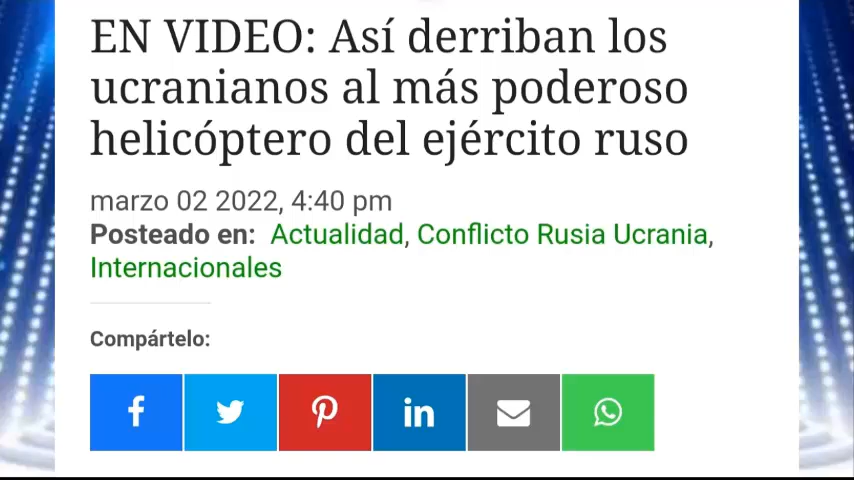 EN VIDEO: Así derriban los
ucranianos al más poderoso
helicóptero del ejército ruso
marzo 02 2022, 4:40 pm
Posteado en: Actualidad, Conflicto Rusia Ucrania,
Internacionales
Compártelo: